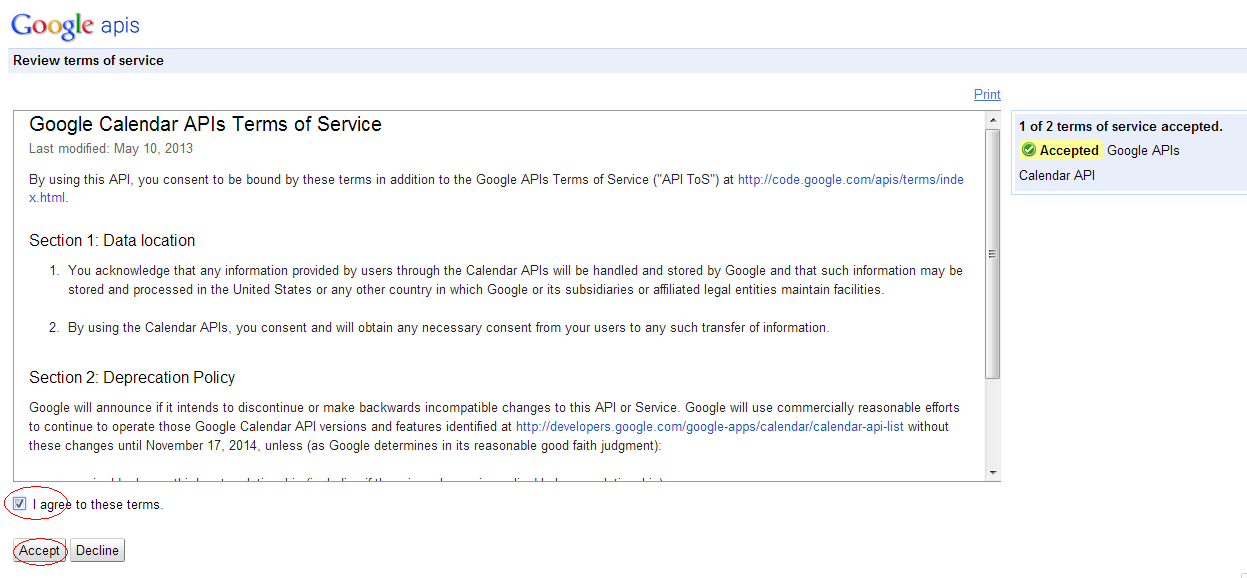 Google apis
Review terms of service
Print
Google Calendar APIs Terms of Service
Last modified: May 10, 2013
By using this API, you consent to be bound by these terms in addition to the Google APIs Terms of Service ("API ToS") at http://code.google.com/apis/terms/inde
x.html.
Section 1: Data location
1. You acknowledge that any information provided by users through the Calendar APIs will be handled and stored by Google and that such information may be
stored and processed in the United States or any other country in which Google or its subsidiaries or affiliated legal entities maintain facilities.
2. By using the Calendar APIs, you consent and will obtain any necessary consent from your users to any such transfer of information.
Section 2: Deprecation Policy
Google will announce if it intends to discontinue or make backwards incompatible changes to this API or Service. Google will use commercially reasonable efforts
to continue to operate those Google Calendar API versions and features identified at http://developers.google.com/google-apps/calendar/calendar-api-list without
these changes until November 17, 2014, unless (as Google determines in its reasonable good faith judgment):
1 of 2 terms of service accepted.
Accepted Google APIs
Calendar API
I agree to these terms.
Accept Decline